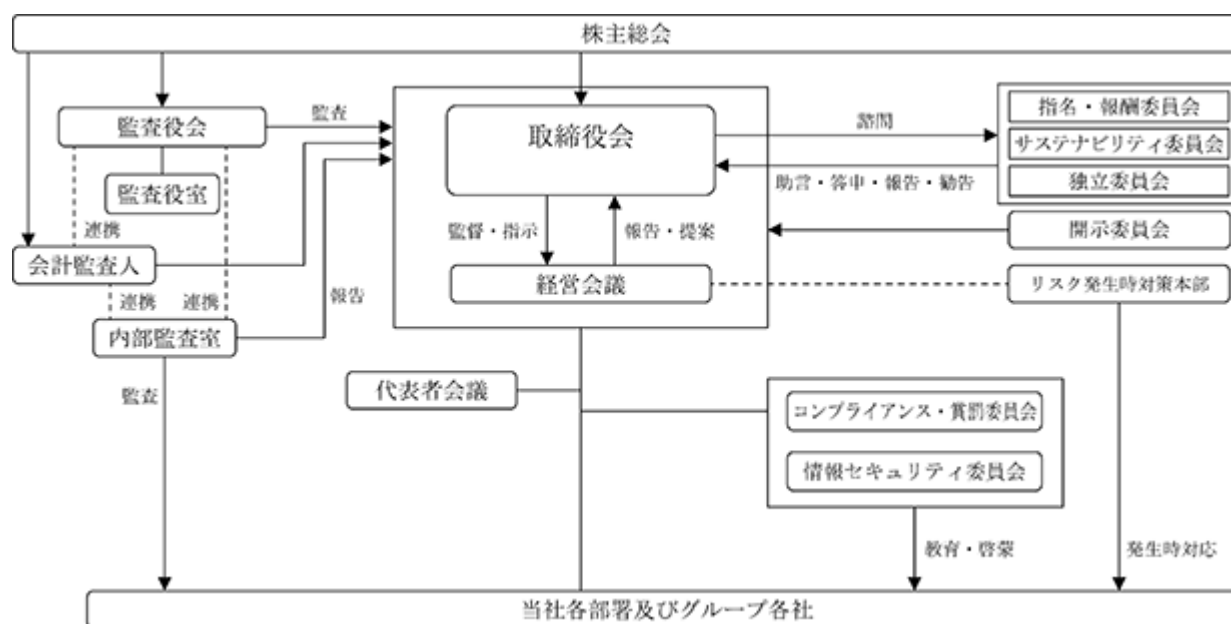 株主総会
監査役会
監査
取締役会
諮問
指名・報酬委員会
サステナビリティ委員会
監査役室
助言・答申・報告・勧告
独立委員会
連携
監督・指示
報告・提案
開示委員会
会計監査人
経営会議
リスク発生時対策本部
連携
連携
報告
内部監査室
監査
代表者会議
コンプライアンス・賞罰委員会
情報セキュリティ委員会
教育・啓蒙
発生時対応
当社各部署及びグループ各社